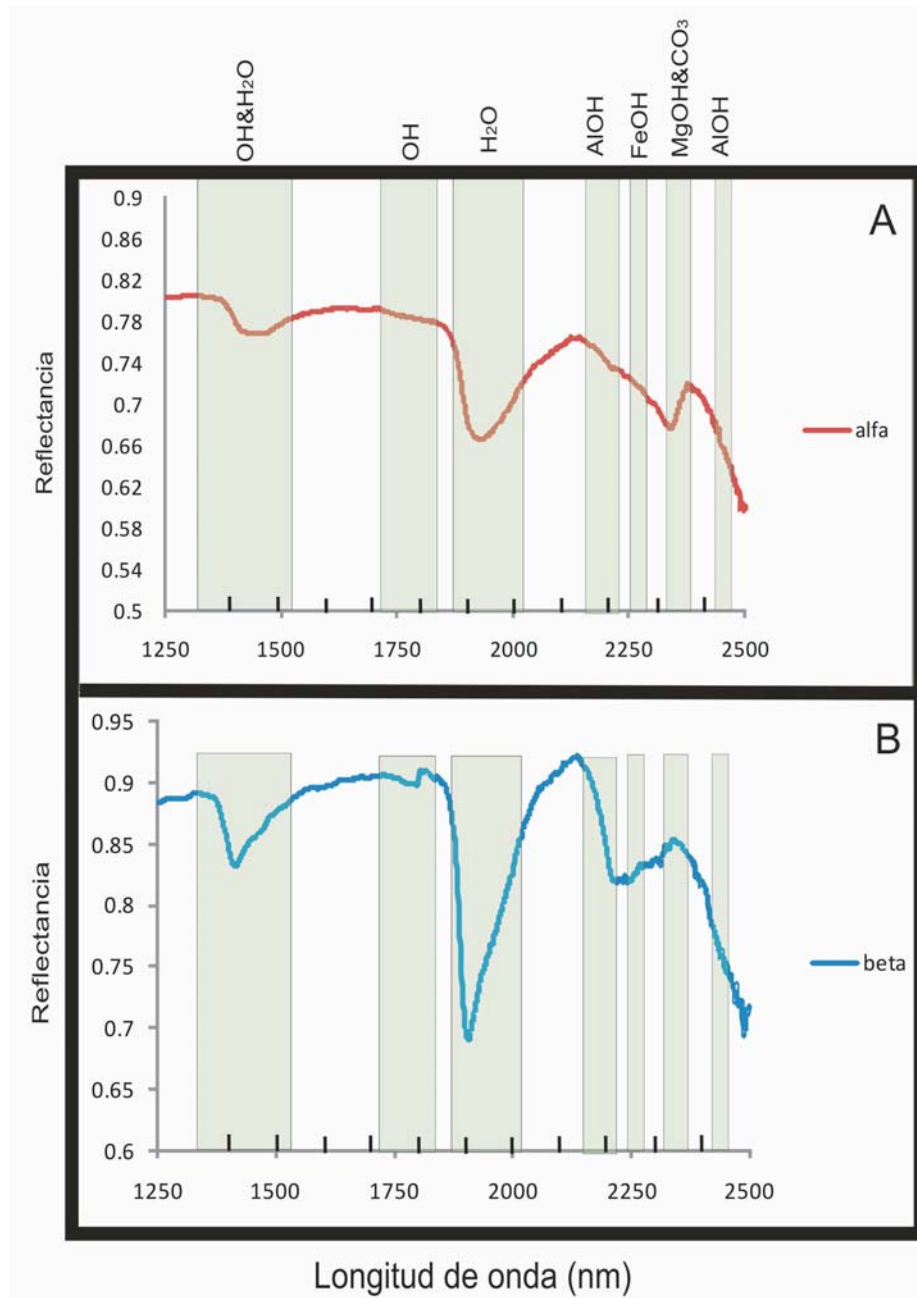 OH&H₂O
OH
H₂O
AlOH
FeOH
MgOH&CO₃
AlOH
A
0.9
0.86
0.82
0.78
0.74
0.7
0.66
0.62
0.58
0.54
0.5
Reflectancia
alfa
1250 1500 1750 2000 2250 2500
B
0.95
0.9
0.85
0.8
0.75
0.7
0.65
0.6
Reflectancia
beta
1250 1500 1750 2000 2250 2500
Longitud de onda (nm)